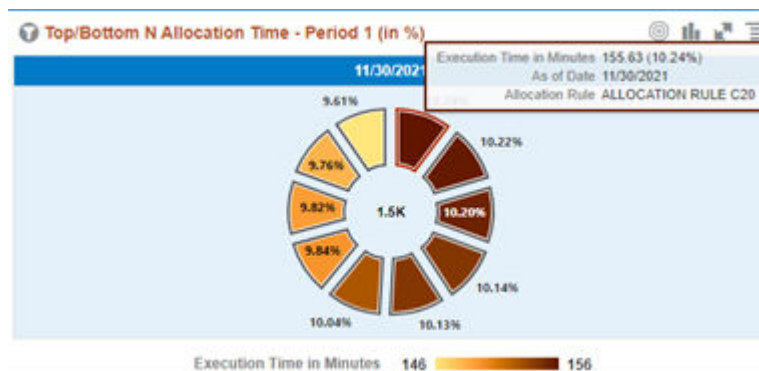 Top/Bottom N Allocation Time - Period 1 (in %)
11/30/2021
Execution Time in Minutes 155.63 (10.24%)
As of Date 11/30/2021
Allocation Rule ALLOCATION RULE C20
9.61%
10.22%
9.76%
9.82%
1.5K
10.20%
9.84%
10.14%
10.04%
10.13%
Execution Time in Minutes 146 156